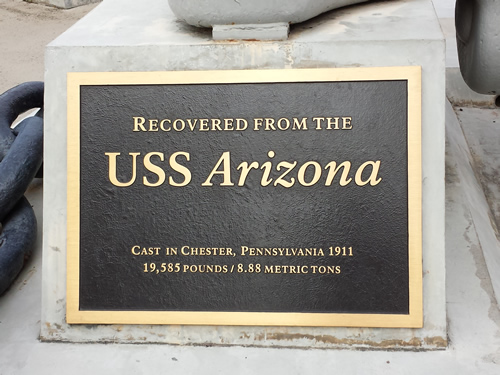 RECOVERED FROM THE
USS Arizona
CAST IN CHESTER, PENNSYLVANIA 1911
19,585 POUNDS / 8.88 METRIC TONS